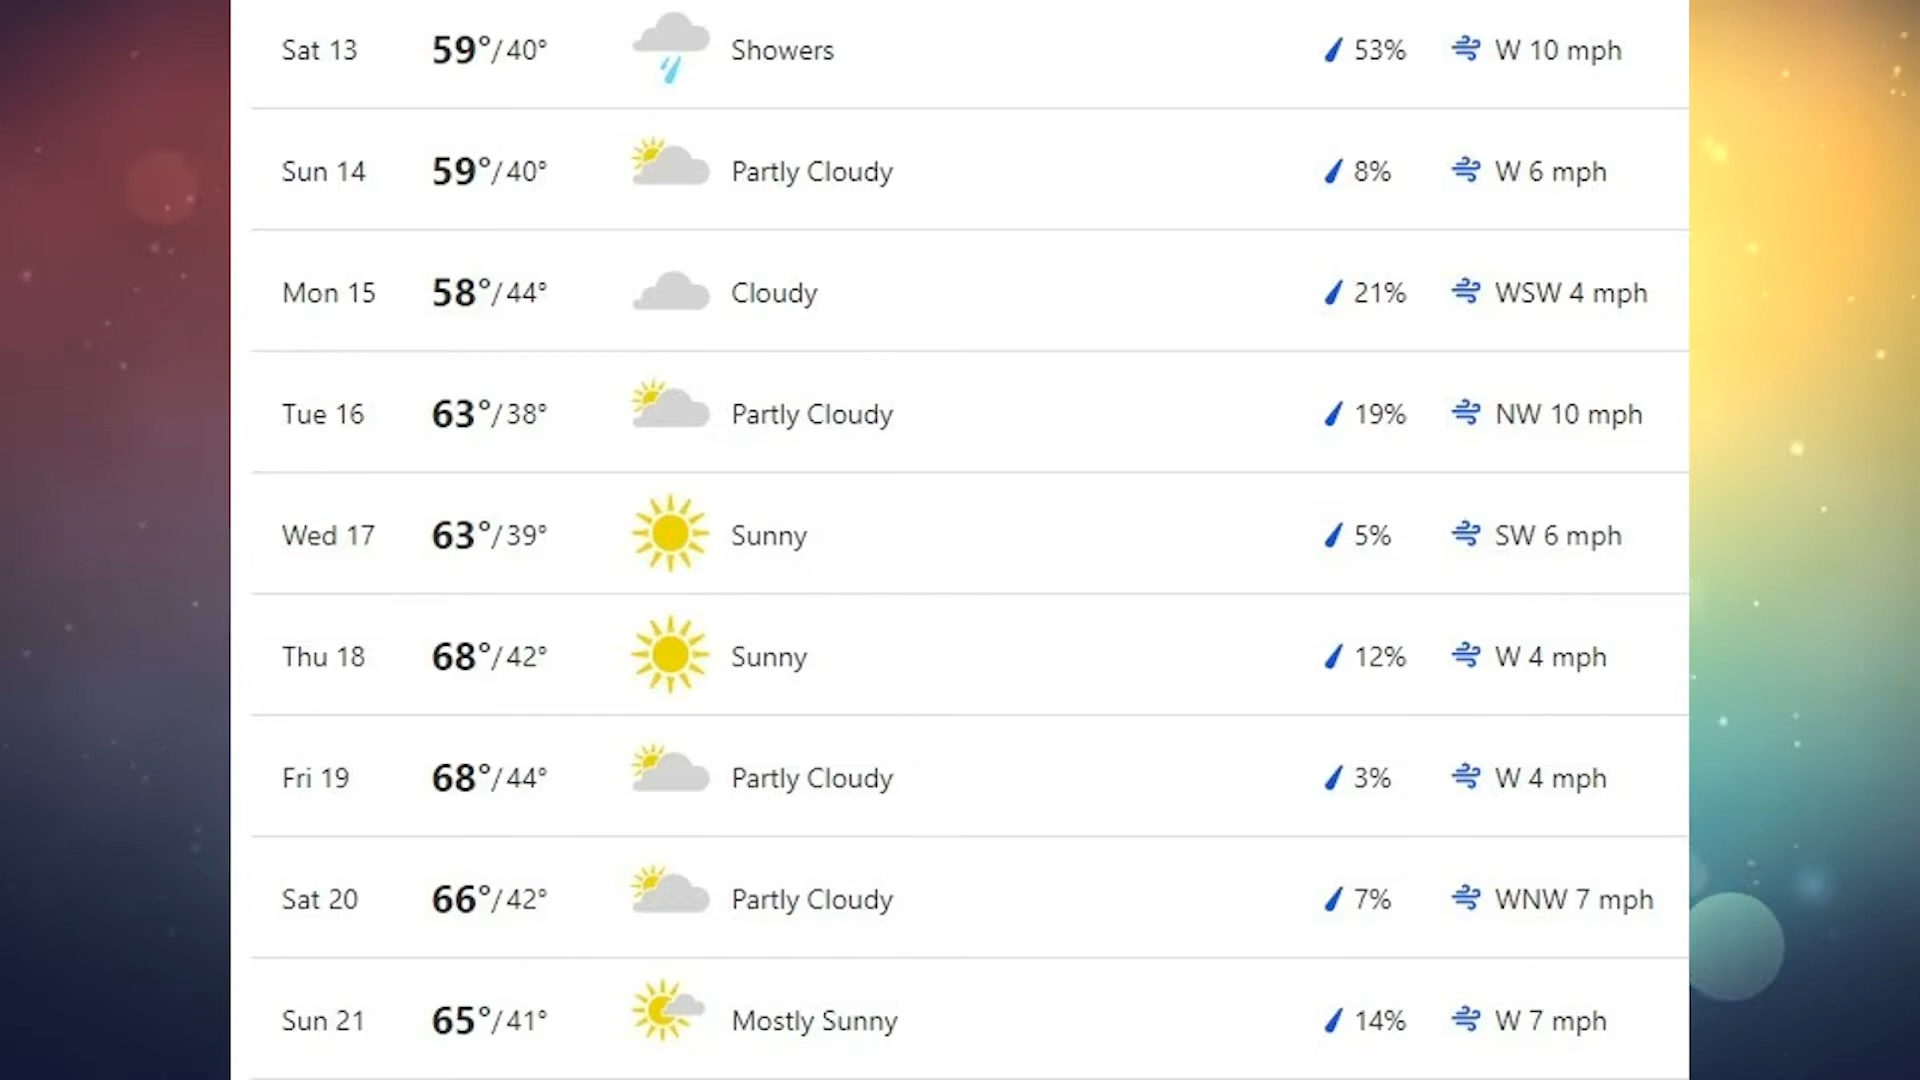 Sat 13 59°/40° Showers 53% W 10 mph
Sun 14 59°/40° Partly Cloudy 8% W 6 mph
Mon 15 58°/44° Cloudy 21% WSW 4 mph
Tue 16 63°/38° Partly Cloudy 19% NW 10 mph
Wed 17 63°/39° Sunny 5% SW 6 mph
Thu 18 68°/42° Sunny 12% W 4 mph
Fri 19 68°/44° Partly Cloudy 3% W 4 mph
Sat 20 66°/42° Partly Cloudy 7% WNW 7 mph
Sun 21 65°/41° Mostly Sunny 14% W 7 mph